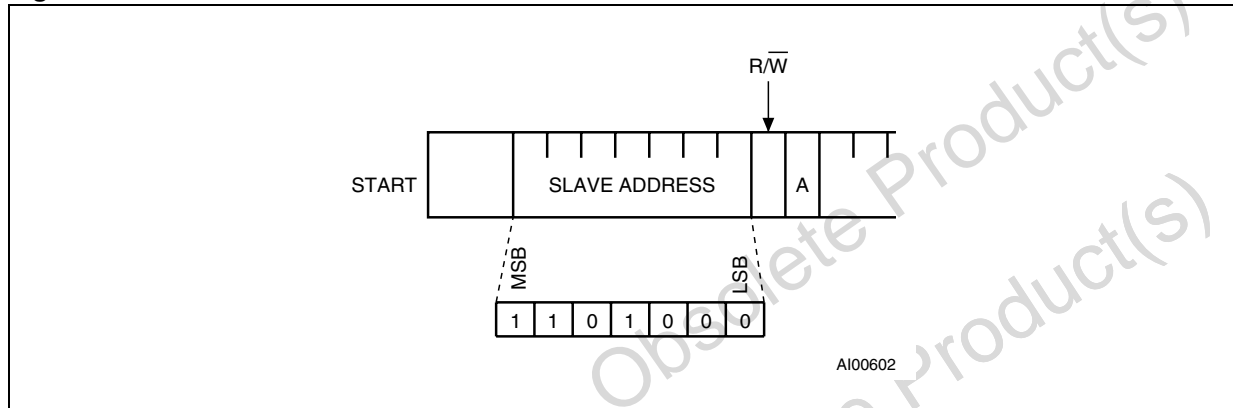 R/W̅
START
SLAVE ADDRESS
A
MSB
LSB
1 1 0 1 0 0 0
AI00602
Obsolete Product(s)
Obsolete Product(s)